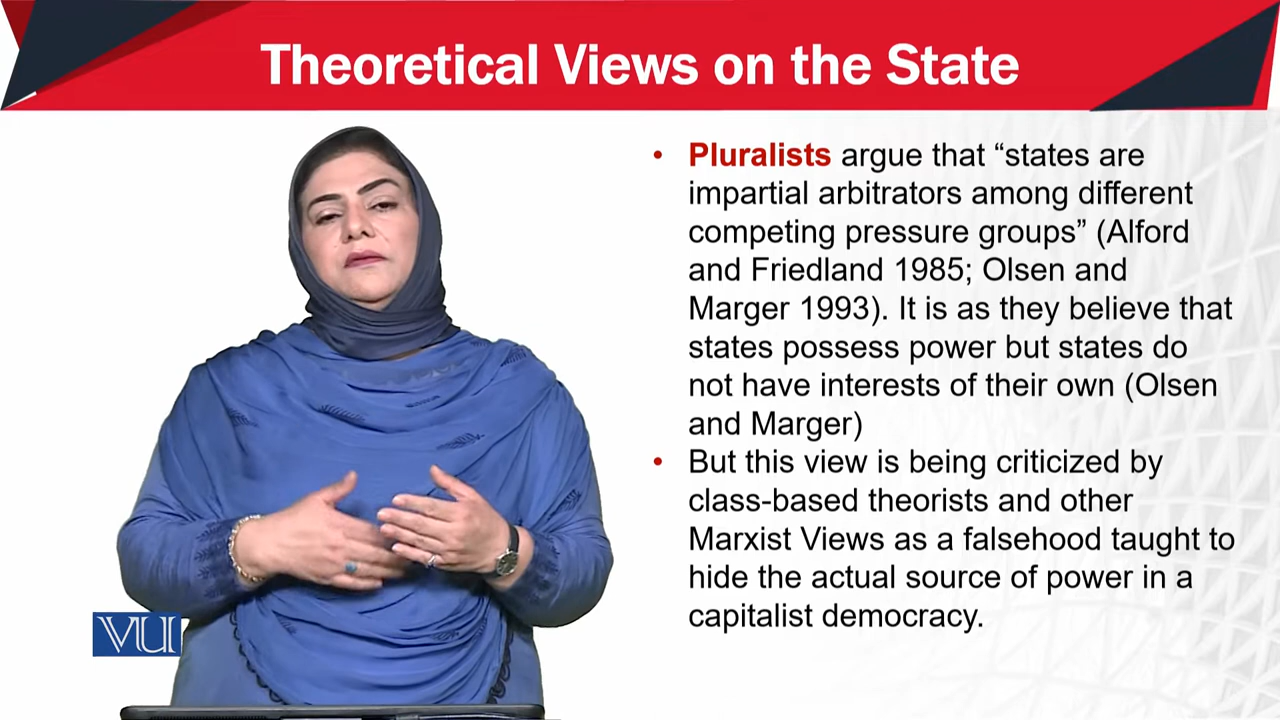 Theoretical Views on the State
• Pluralists argue that “states are
impartial arbitrators among different
competing pressure groups” (Alford
and Friedland 1985; Olsen and
Marger 1993). It is as they believe that
states possess power but states do
not have interests of their own (Olsen
and Marger)
• But this view is being criticized by
class-based theorists and other
Marxist Views as a falsehood taught to
hide the actual source of power in a
capitalist democracy.
VU